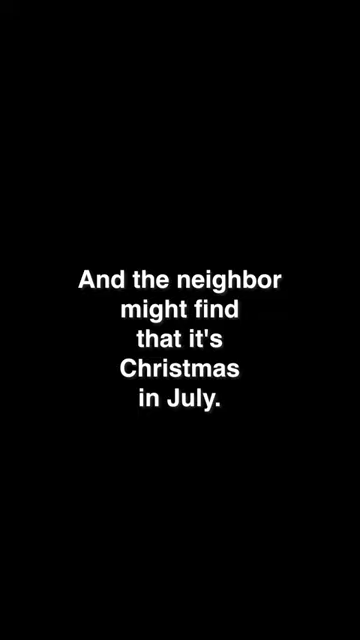 And the neighbor
might find
that it's
Christmas
in July.